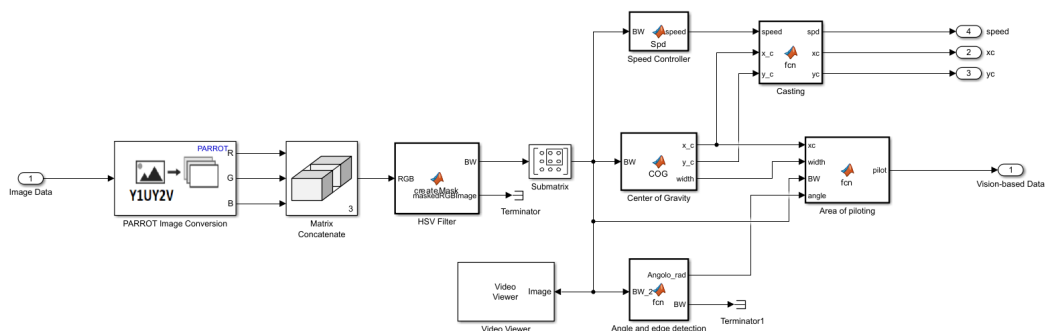 1
Image Data
PARROT
Y1UY2V
R
G
B
PARROT Image Conversion
3
Matrix
Concatenate
RGB
BW
createMask
maskedRGBImage
HSV Filter
Terminator
Submatrix
BW
speed
Spd
Speed Controller
speed
x_c
y_c
spd
xc
yc
fcn
Casting
4
speed
2
xc
3
yc
BW
x_c
y_c
width
COG
Center of Gravity
xc
width
BW
angle
fcn
pilot
Area of piloting
1
Vision-based Data
Video
Viewer
Image
Video Viewer
BW_2
Angolo_rad
fcn
BW
Angle and edge detection
Terminator1